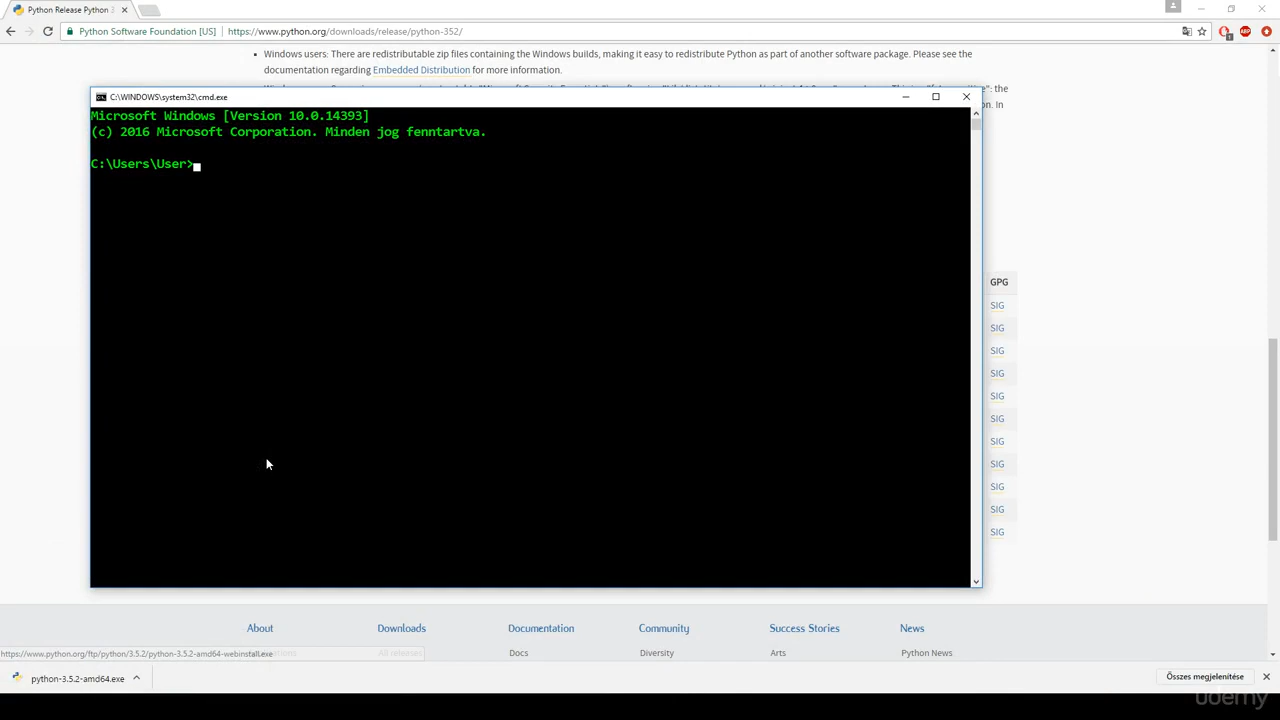 Python Release Python 3
Python Software Foundation [US]
https://www.python.org/downloads/release/python-352/
Windows users: There are redistributable zip files containing the Windows builds, making it easy to redistribute Python as part of another software package. Please see the
documentation regarding Embedded Distribution for more information.
the
In
C:\WINDOWS\system32\cmd.exe
Microsoft Windows [Version 10.0.14393]
(c) 2016 Microsoft Corporation. Minden jog fenntartva.
C:\Users\User>
GPG
SIG
SIG
SIG
SIG
SIG
SIG
SIG
SIG
SIG
SIG
SIG
About Downloads Documentation Community Success Stories News
All releases Docs Diversity Arts Python News
https://www.python.org/ftp/python/3.5.2/python-3.5.2-amd64-webinstall.exe
python-3.5.2-amd64.exe
Összes megjelenítése
udemy